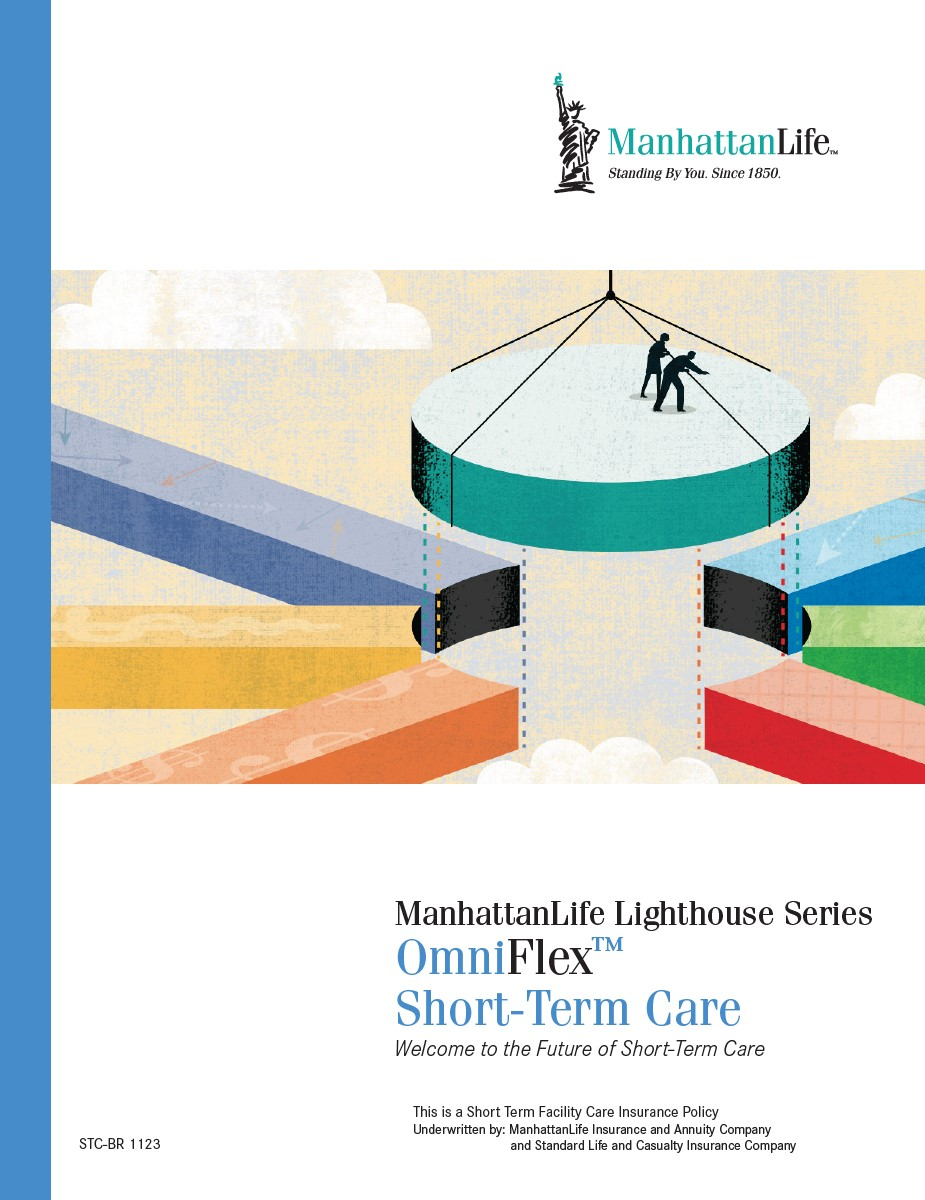 ManhattanLife™
Standing By You. Since 1850.
ManhattanLife Lighthouse Series
OmniFlex™
Short-Term Care
Welcome to the Future of Short-Term Care
This is a Short Term Facility Care Insurance Policy
Underwritten by: ManhattanLife Insurance and Annuity Company
and Standard Life and Casualty Insurance Company
STC-BR 1123